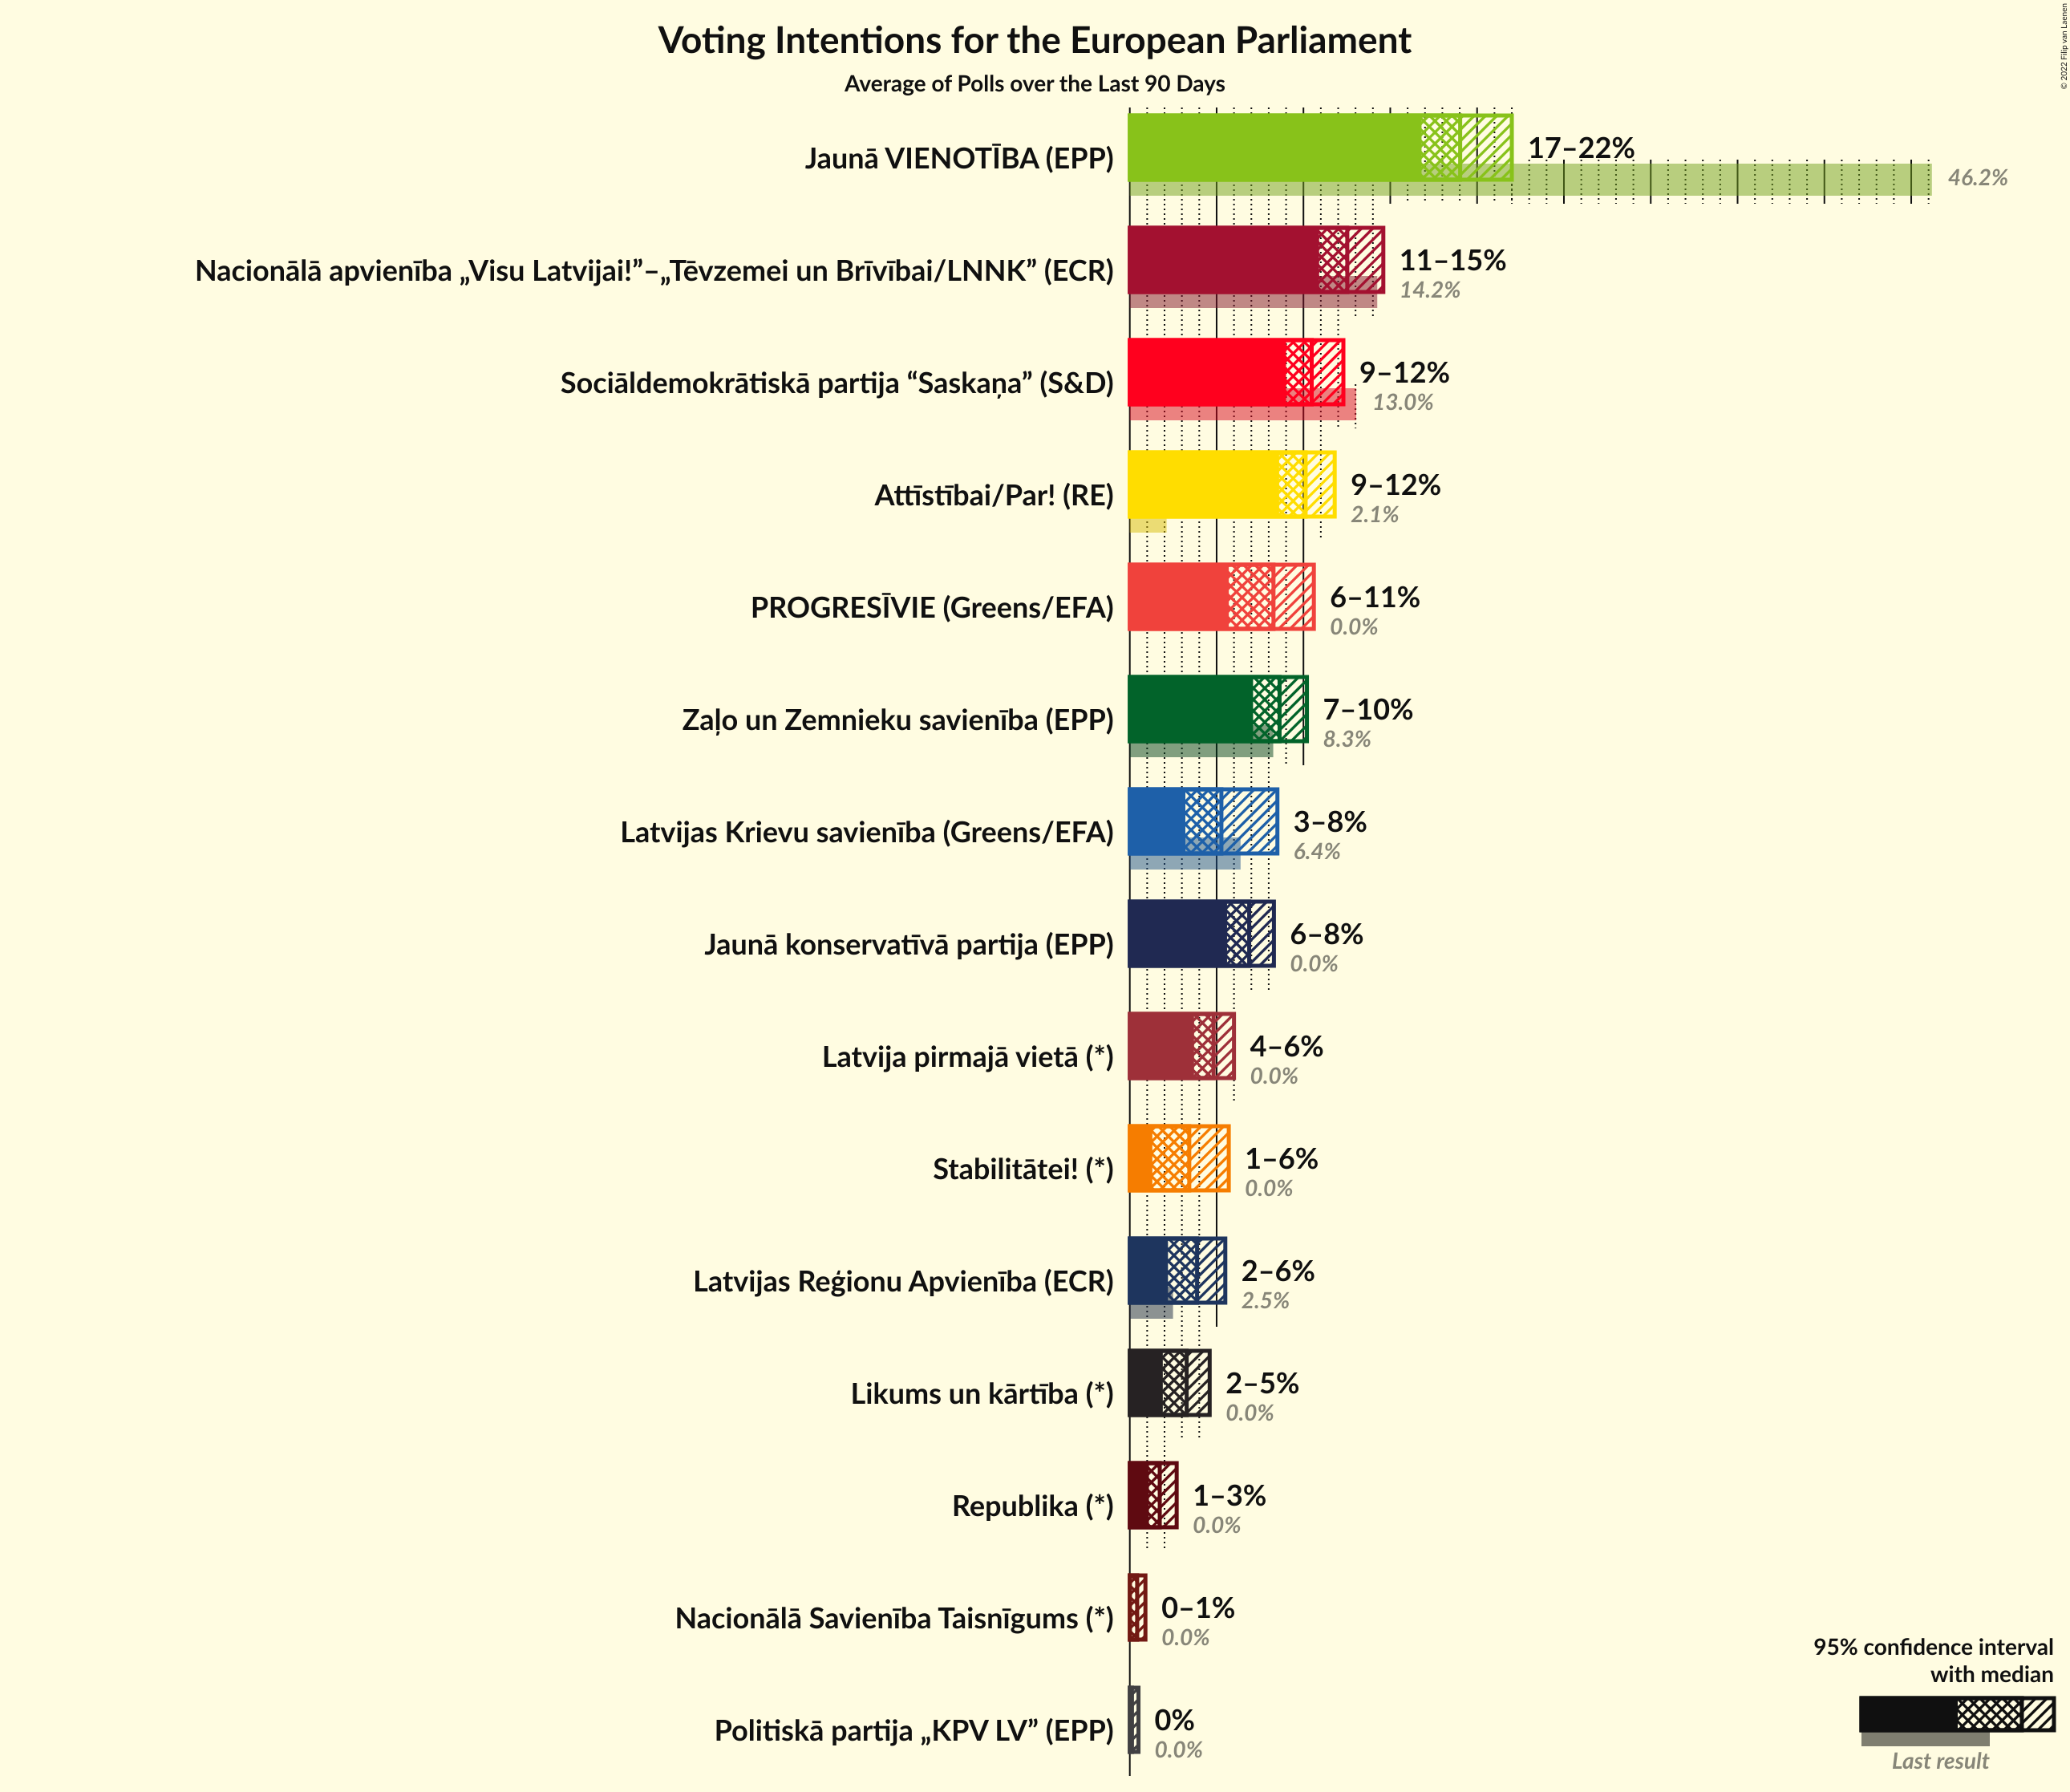 Voting Intentions for the European Parliament
Average of Polls over the Last 90 Days
© 2022 Filip van Laenen
Jaunā VIENOTĪBA (EPP)
17–22%
46.2%
Nacionālā apvienība „Visu Latvijai!”–„Tēvzemei un Brīvībai/LNNK” (ECR)
11–15%
14.2%
Sociāldemokrātiskā partija “Saskaņa” (S&D)
9–12%
13.0%
Attīstībai/Par! (RE)
9–12%
2.1%
PROGRESĪVIE (Greens/EFA)
6–11%
0.0%
Zaļo un Zemnieku savienība (EPP)
7–10%
8.3%
Latvijas Krievu savienība (Greens/EFA)
3–8%
6.4%
Jaunā konservatīvā partija (EPP)
6–8%
0.0%
Latvija pirmajā vietā (*)
4–6%
0.0%
Stabilitātei! (*)
1–6%
0.0%
Latvijas Reģionu Apvienība (ECR)
2–6%
2.5%
Likums un kārtība (*)
2–5%
0.0%
Republika (*)
1–3%
0.0%
Nacionālā Savienība Taisnīgums (*)
0–1%
0.0%
Politiskā partija „KPV LV” (EPP)
0%
0.0%
95% confidence interval
with median
Last result